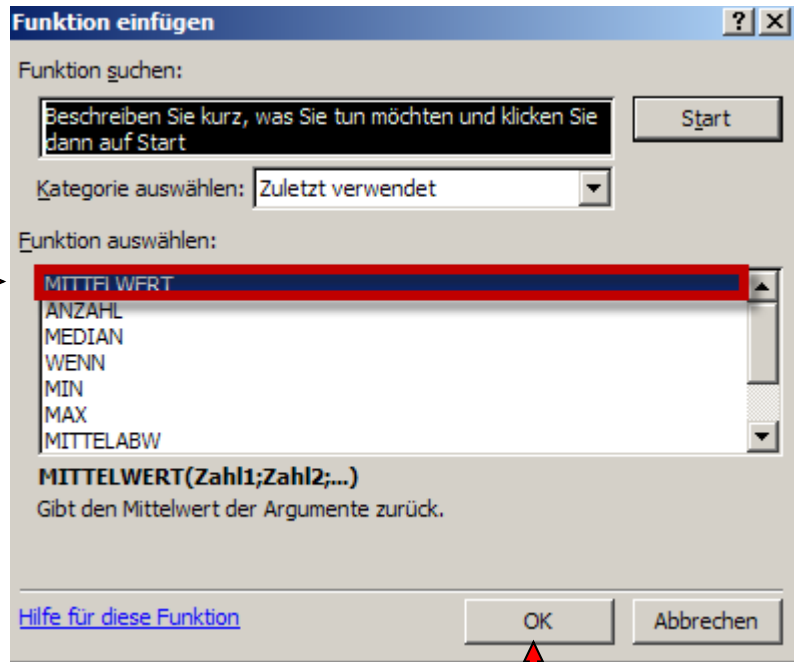 Funktion einfügen
Funktion suchen:
Beschreiben Sie kurz, was Sie tun möchten und klicken Sie
dann auf Start
Start
Kategorie auswählen: Zuletzt verwendet
Funktion auswählen:
MITTELWERT
ANZAHL
MEDIAN
WENN
MIN
MAX
MITTELABW
MITTELWERT(Zahl1;Zahl2;...)
Gibt den Mittelwert der Argumente zurück.
Hilfe für diese Funktion
OK
Abbrechen